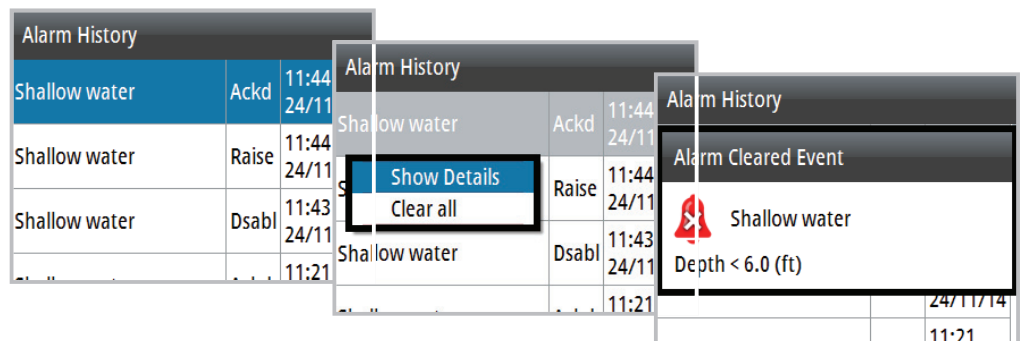 Alarm History
Shallow water Ackd 11:44
24/11
Shallow water Raise 11:44
24/11
Shallow water Dsabl 11:43
24/11
11:21
Alarm History
Shallow water Ackd 11:44
24/11
Show Details
Clear all
Raise 11:44
24/11
Shallow water Dsabl 11:43
24/11
11:21
Alarm History
Alarm Cleared Event
Shallow water
Depth < 6.0 (ft)
24/11/14
11:21